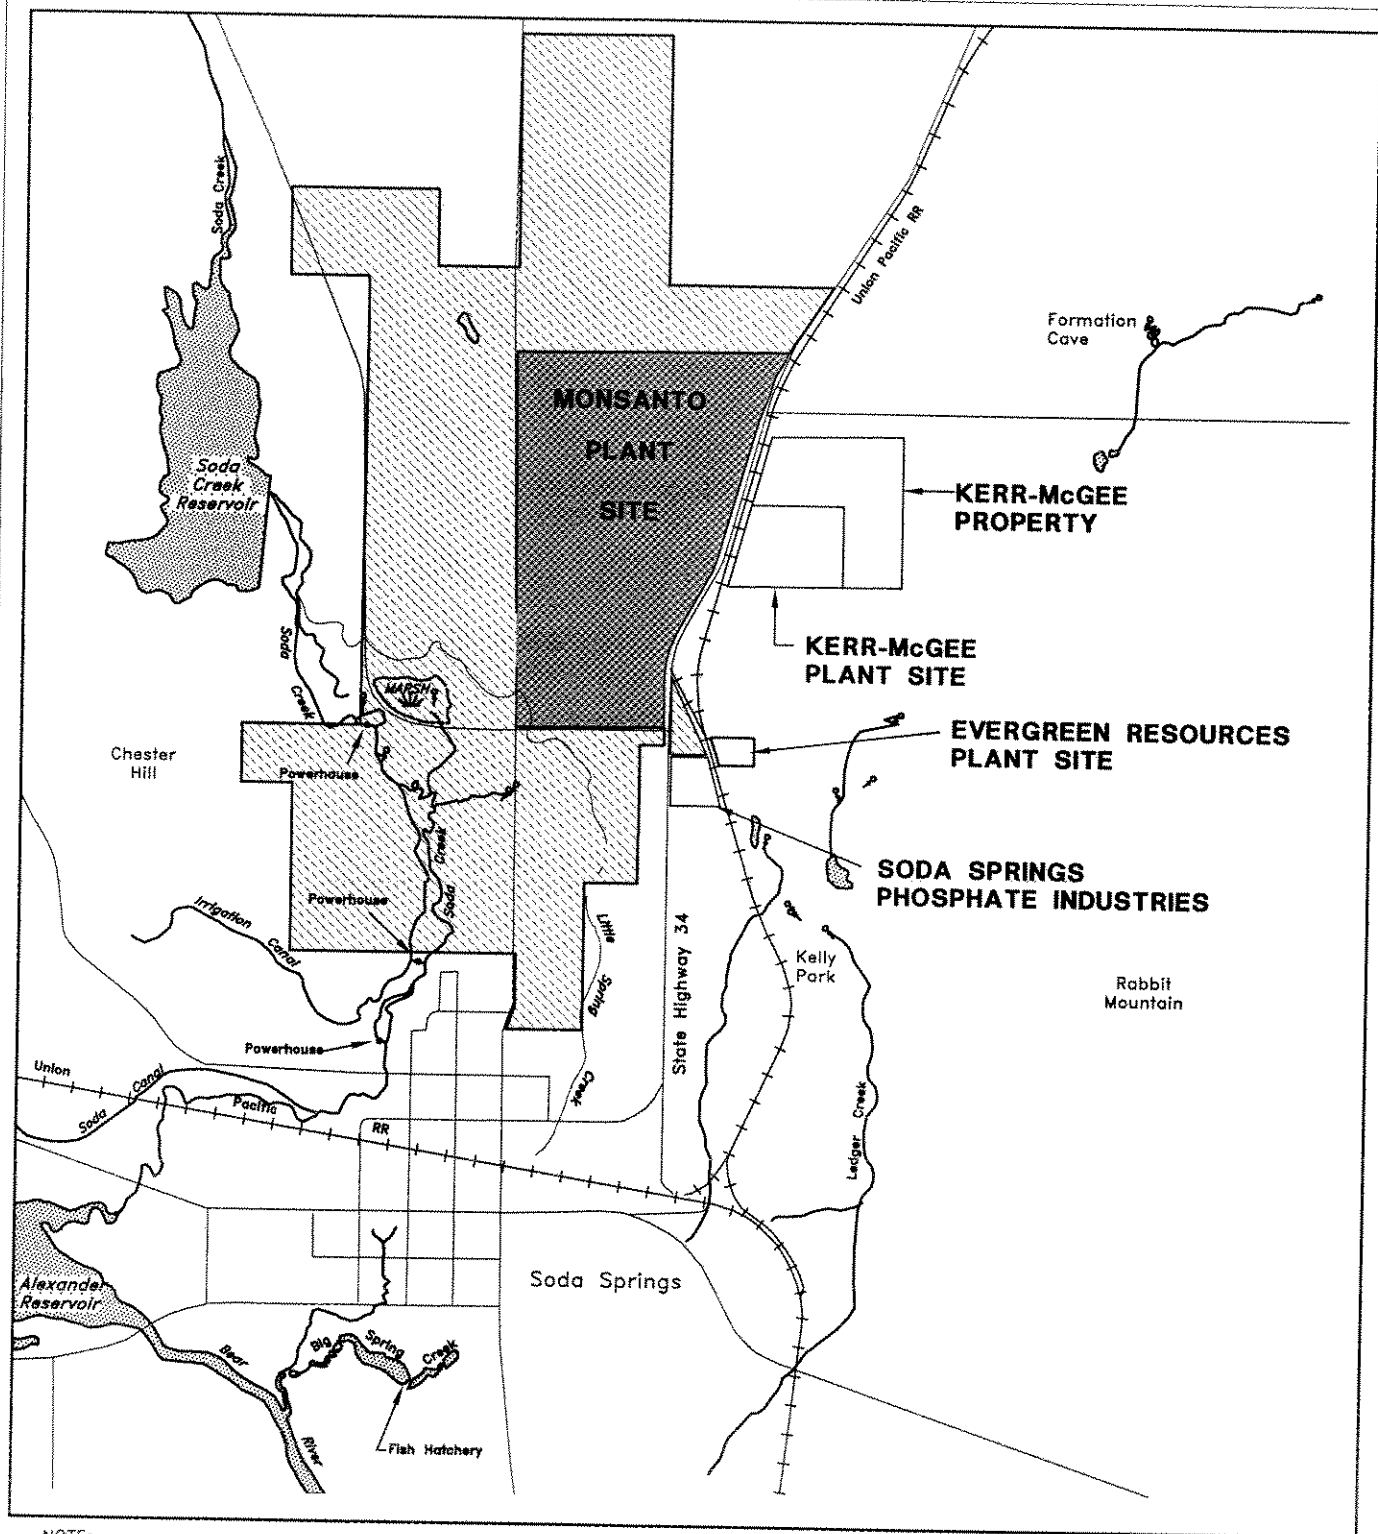 Soda Creek
Union Pacific RR
Formation
Cave
MONSANTO
PLANT
SITE
Soda
Creek
Reservoir
KERR-McGEE
PROPERTY
KERR-McGEE
PLANT SITE
Soda
Creek
MARSH
EVERGREEN RESOURCES
PLANT SITE
Chester
Hill
Powerhouse
Creek
Soda
SODA SPRINGS
PHOSPHATE INDUSTRIES
Powerhouse
Irrigation
Canal
Little
Spring
Creek
State Highway 34
Kelly
Park
Rabbit
Mountain
Powerhouse
Union
Pacific
RR
Soda
Canal
Ledger Creek
Soda Springs
Alexander
Reservoir
Bear
River
Big
Spring
Creek
Fish Hatchery
NOTE: